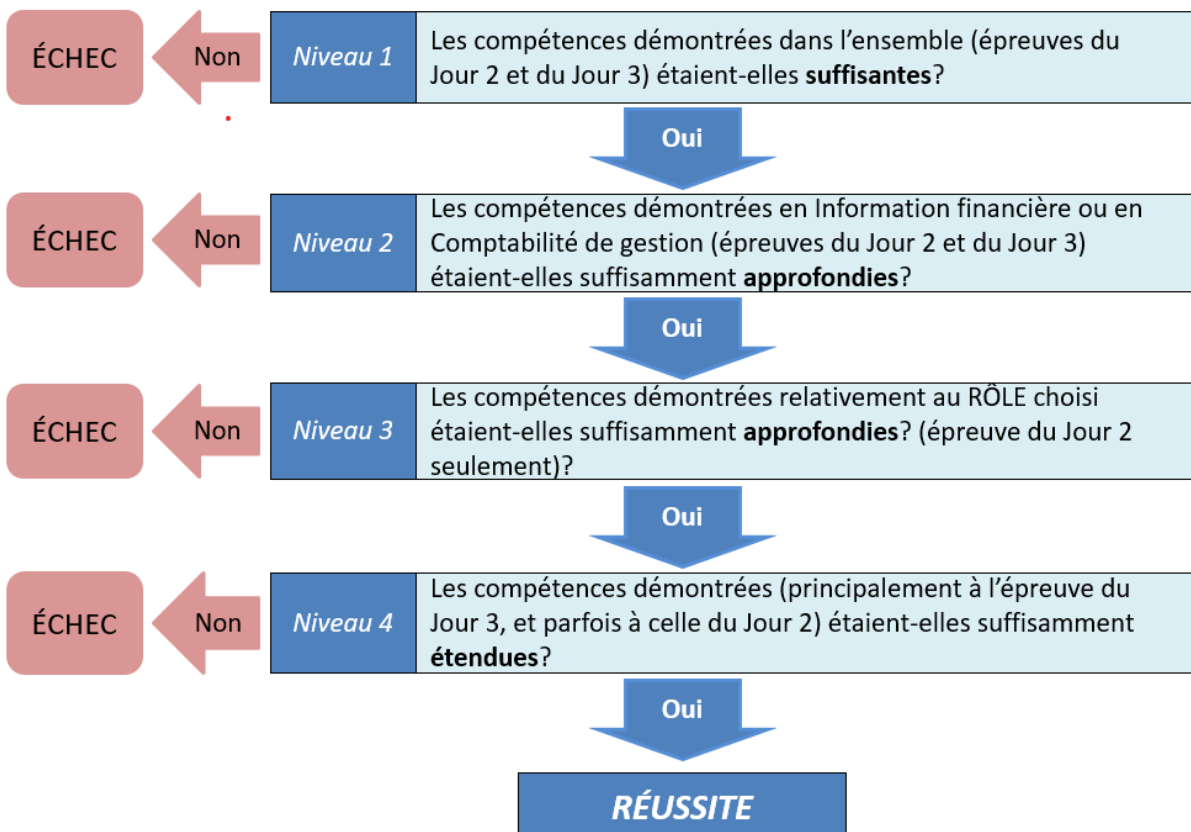 ÉCHEC
Non
Niveau 1
Les compétences démontrées dans l'ensemble (épreuves du
Jour 2 et du Jour 3) étaient-elles suffisantes?
Oui
ÉCHEC
Non
Niveau 2
Les compétences démontrées en Information financière ou en
Comptabilité de gestion (épreuves du Jour 2 et du Jour 3)
étaient-elles suffisamment approfondies?
Oui
ÉCHEC
Non
Niveau 3
Les compétences démontrées relativement au RÔLE choisi
étaient-elles suffisamment approfondies? (épreuve du Jour 2
seulement)?
Oui
ÉCHEC
Non
Niveau 4
Les compétences démontrées (principalement à l'épreuve du
Jour 3, et parfois à celle du Jour 2) étaient-elles suffisamment
étendues?
Oui
RÉUSSITE